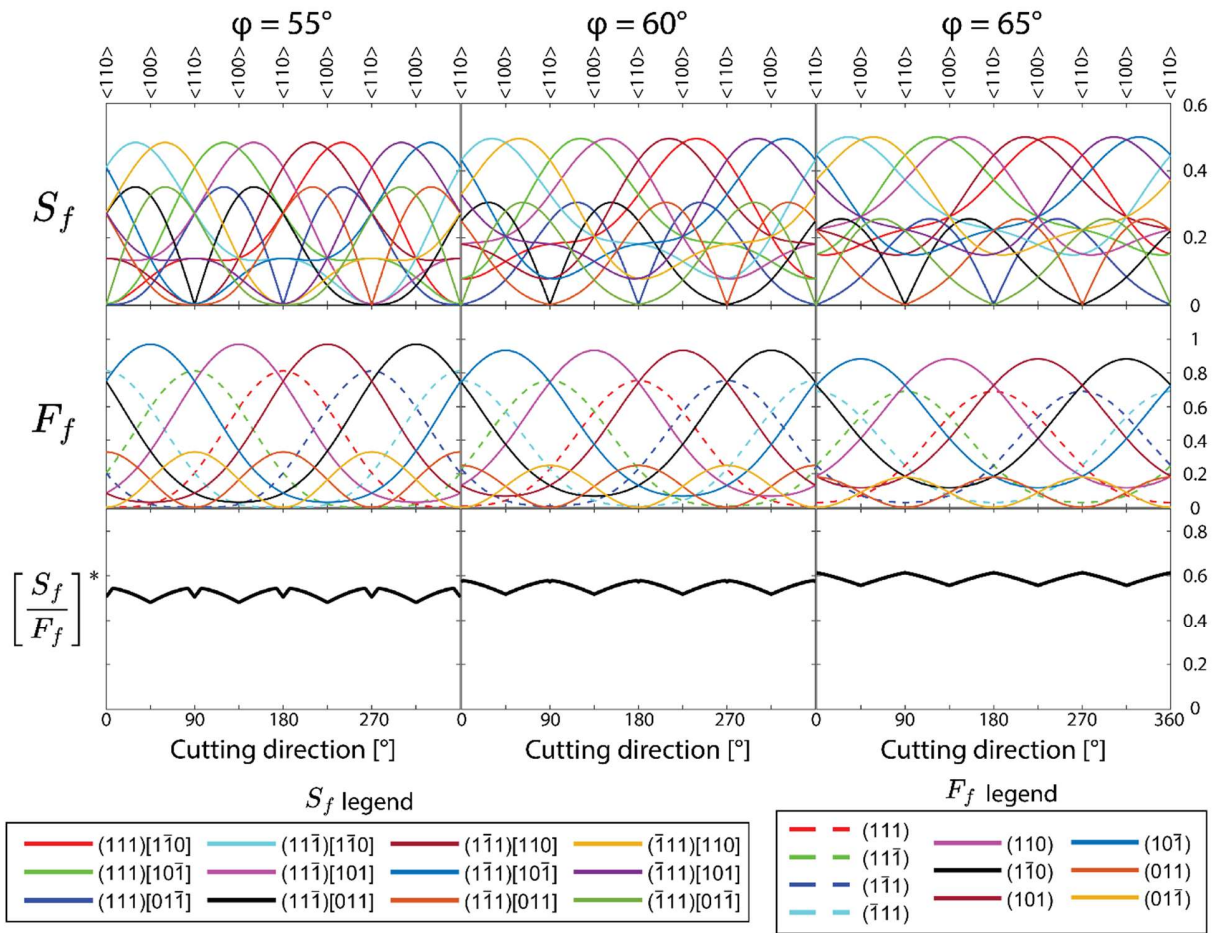 φ = 55° φ = 60° φ = 65°
<110> <100> <110> <100> <110> <100> <110> <100> <110> <100> <110> <100> <110> <100> <110> <100> <110> <100> <110> <100> <110> <100> <110> <100> <110>
0.6
S_f
0.4
0.2
0
1
F_f
0.8
0.6
0.4
0.2
0
0.8
[S_f / F_f]*
0.6
0.4
0.2
0
0 90 180 270 0 90 180 270 0 90 180 270 360
Cutting direction [°] Cutting direction [°] Cutting direction [°]
S_f legend
(111)[11̄0] (111̄)[11̄0] (11̄1)[110] (1̄11)[110]
(111)[101̄] (111̄)[101] (11̄1)[101̄] (1̄11)[101]
(111)[011̄] (111̄)[011] (11̄1)[011] (1̄11)[011̄]
F_f legend
(111)
(111̄)
(11̄1)
(1̄11)
(110) (101̄)
(11̄0) (011)
(101) (011̄)